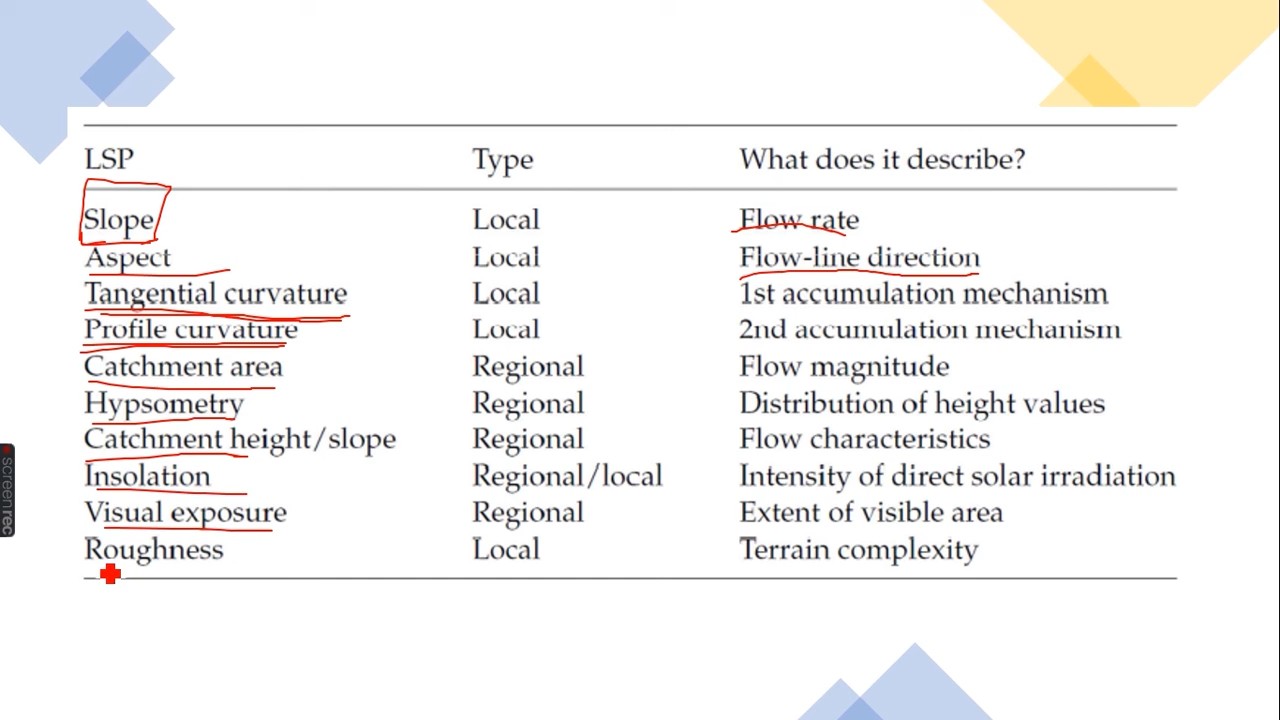 LSP Type What does it describe?
Slope Local Flow rate
Aspect Local Flow-line direction
Tangential curvature Local 1st accumulation mechanism
Profile curvature Local 2nd accumulation mechanism
Catchment area Regional Flow magnitude
Hypsometry Regional Distribution of height values
Catchment height/slope Regional Flow characteristics
Insolation Regional/local Intensity of direct solar irradiation
Visual exposure Regional Extent of visible area
Roughness Local Terrain complexity
screenrec